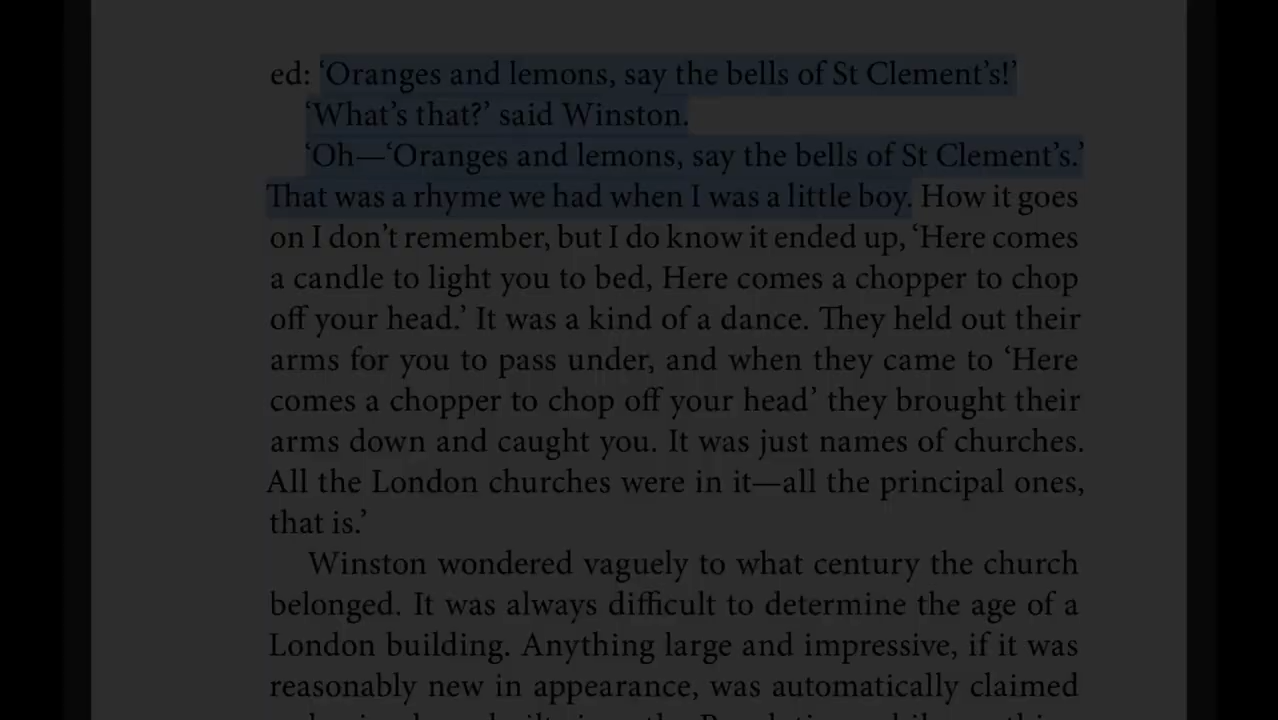 ed: ‘Oranges and lemons, say the bells of St Clement’s!’
‘What’s that?’ said Winston.
‘Oh—‘Oranges and lemons, say the bells of St Clement’s.’
That was a rhyme we had when I was a little boy. How it goes
on I don’t remember, but I do know it ended up, ‘Here comes
a candle to light you to bed, Here comes a chopper to chop
off your head.’ It was a kind of a dance. They held out their
arms for you to pass under, and when they came to ‘Here
comes a chopper to chop off your head’ they brought their
arms down and caught you. It was just names of churches.
All the London churches were in it—all the principal ones,
that is.’
Winston wondered vaguely to what century the church
belonged. It was always difficult to determine the age of a
London building. Anything large and impressive, if it was
reasonably new in appearance, was automatically claimed